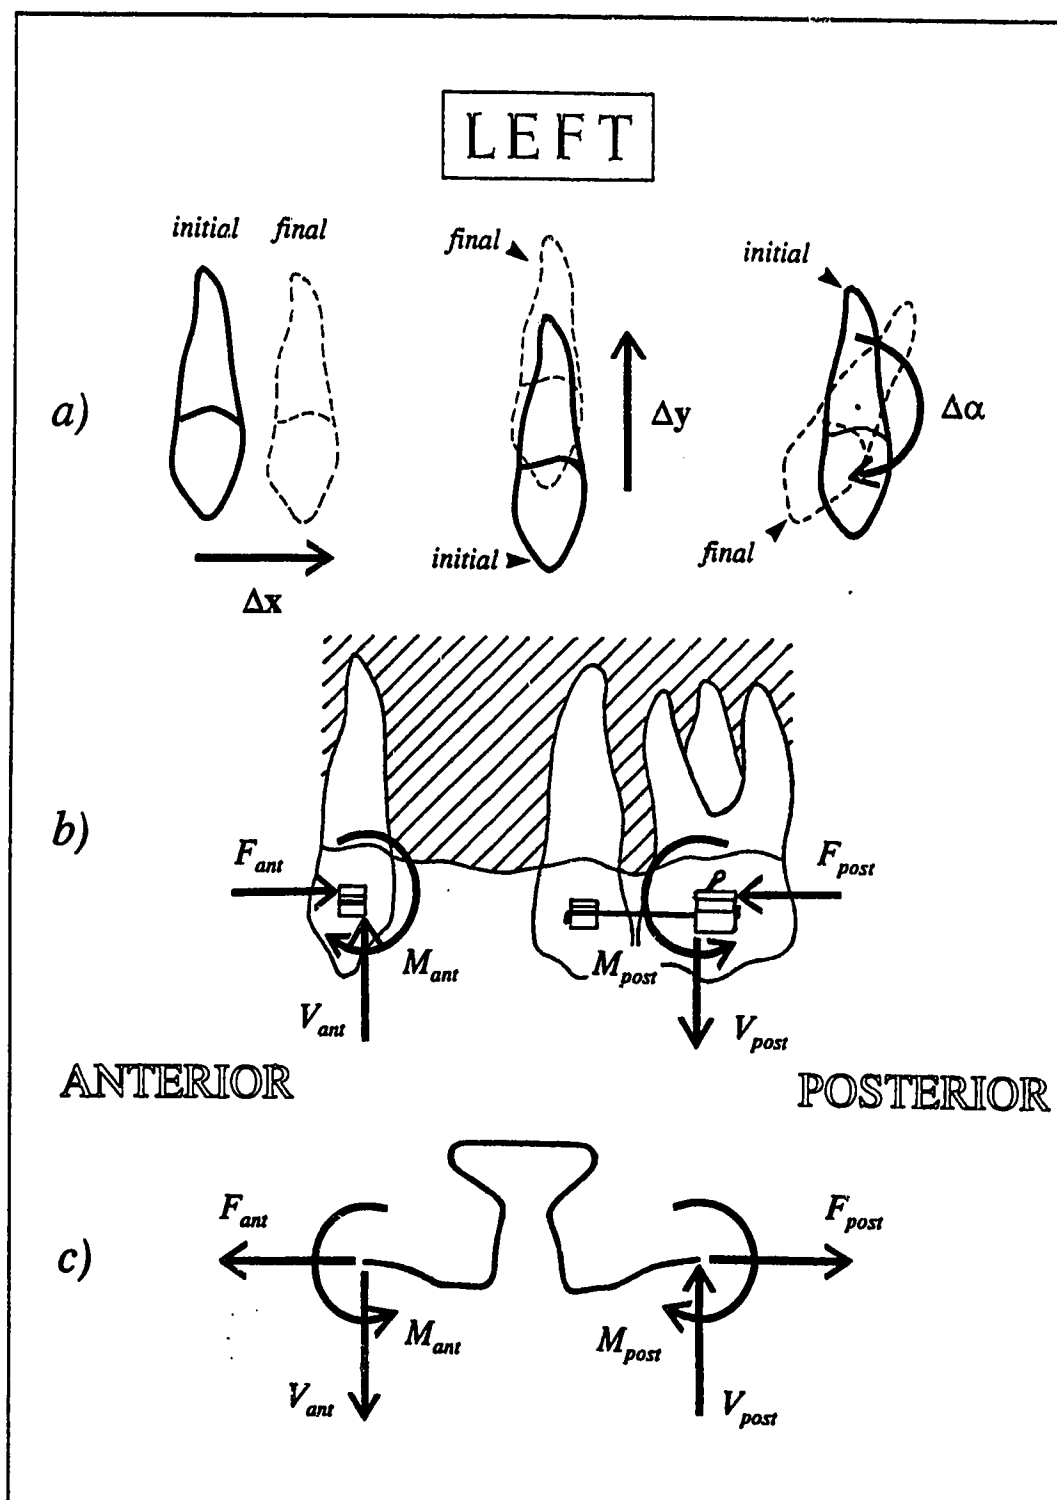 LEFT
initial final
final
initial
a)
Δy
Δα
initial
final
Δx
b)
F_ant
F_post
M_ant
M_post
V_ant
V_post
ANTERIOR
POSTERIOR
F_ant
F_post
c)
M_ant
M_post
V_ant
V_post